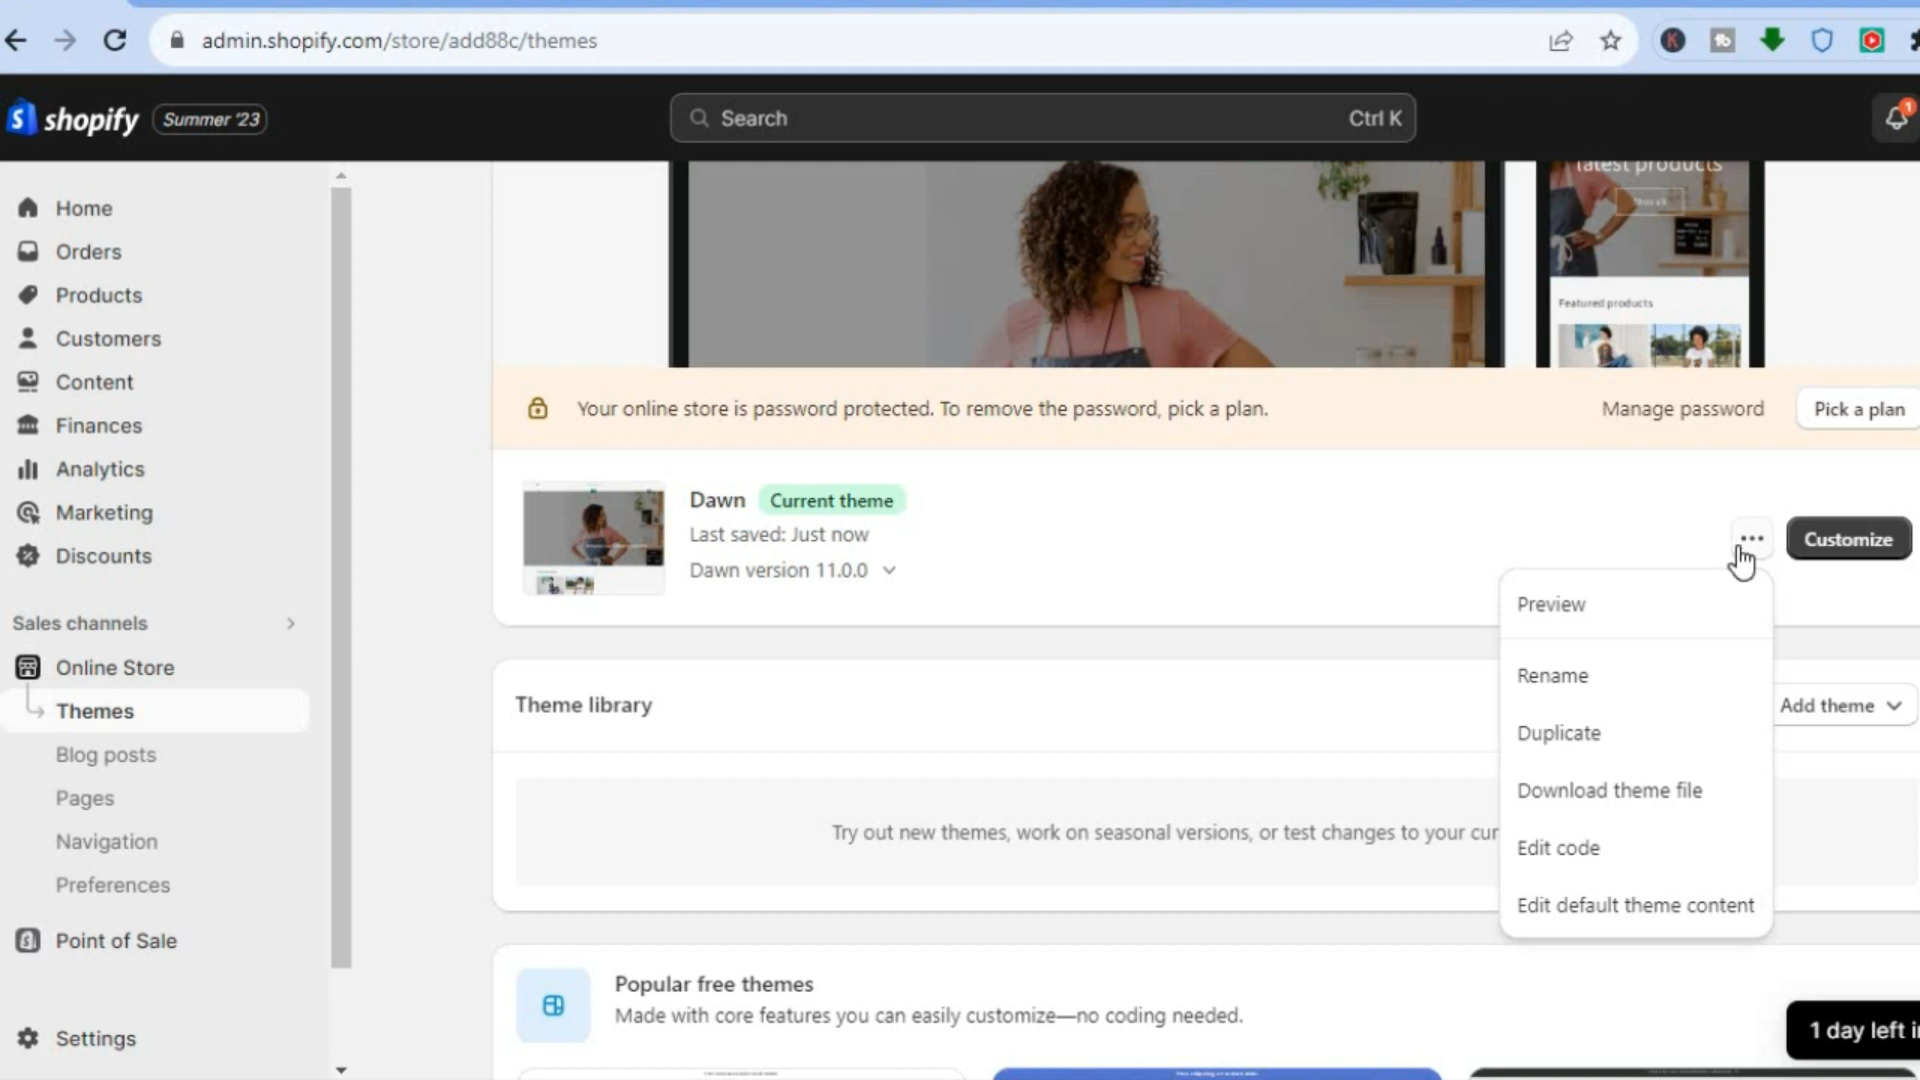 admin.shopify.com/store/add88c/themes
shopify
Summer '23
Search
Ctrl K
1
Home
Orders
Products
Customers
Content
Finances
Analytics
Marketing
Discounts
Sales channels
Online Store
Themes
Blog posts
Pages
Navigation
Preferences
Point of Sale
Settings
latest products
Shop all
Featured products
Your online store is password protected. To remove the password, pick a plan.
Manage password
Pick a plan
Dawn
Current theme
Last saved: Just now
Dawn version 11.0.0
Customize
Preview
Rename
Duplicate
Download theme file
Edit code
Edit default theme content
Theme library
Add theme
Try out new themes, work on seasonal versions, or test changes to your cur
Popular free themes
Made with core features you can easily customize—no coding needed.
1 day left i